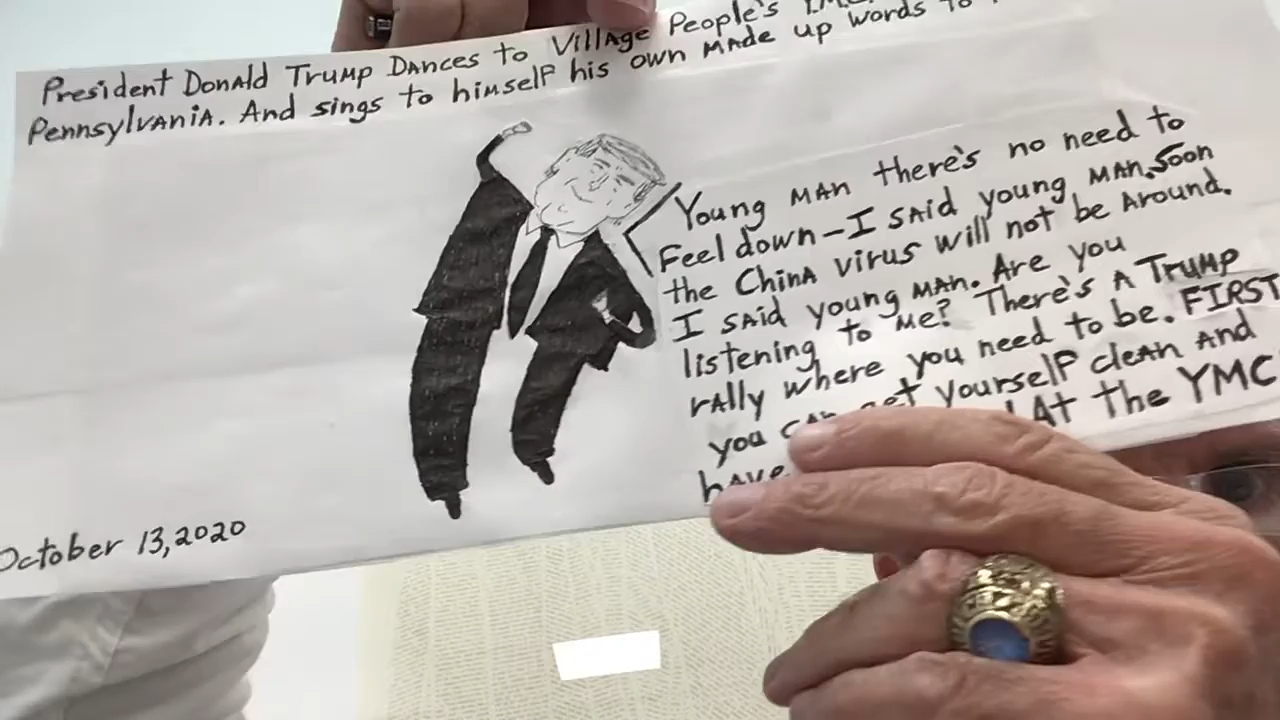 President Donald Trump Dances to Village People's
Pennsylvania. And sings to himself his own made up words to
Young man there's no need to
feel down-I said young man. Soon
the China virus will not be around.
I said young man. Are you
listening to me? There's a Trump
rally where you need to be. FIRST
you can get yourself clean and
have At the YMC
October 13, 2020